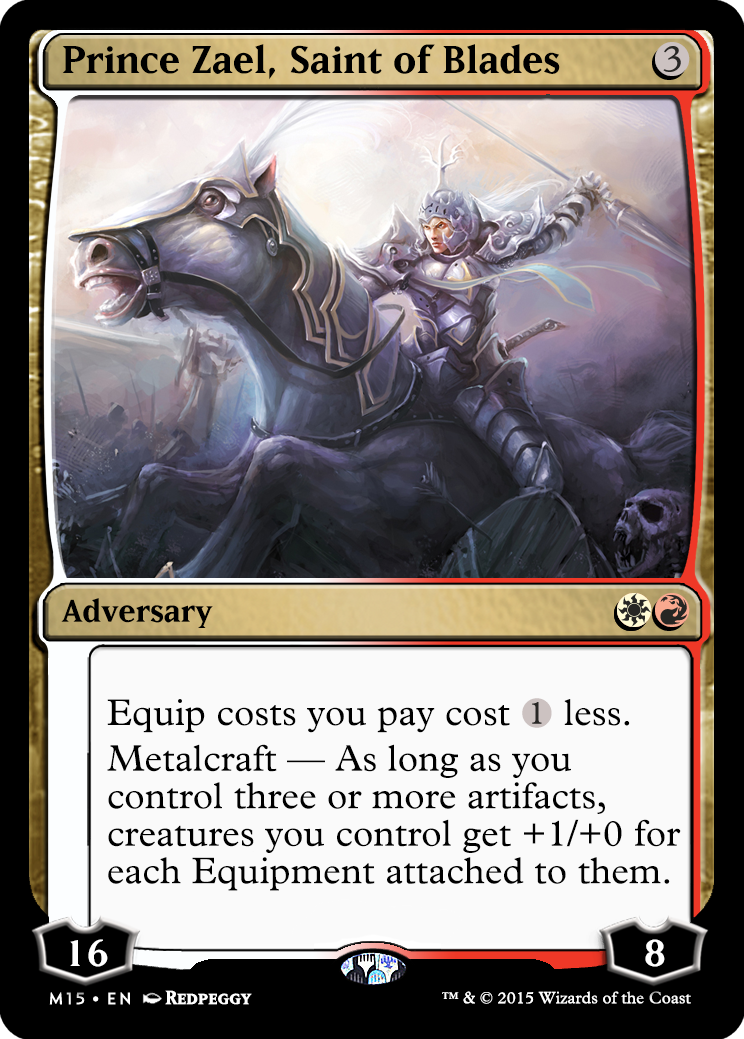 Prince Zael, Saint of Blades 3
Adversary
Equip costs you pay cost 1 less.
Metalcraft — As long as you
control three or more artifacts,
creatures you control get +1/+0 for
each Equipment attached to them.
16
8
M15 • EN REDPEGGY
™ & © 2015 Wizards of the Coast